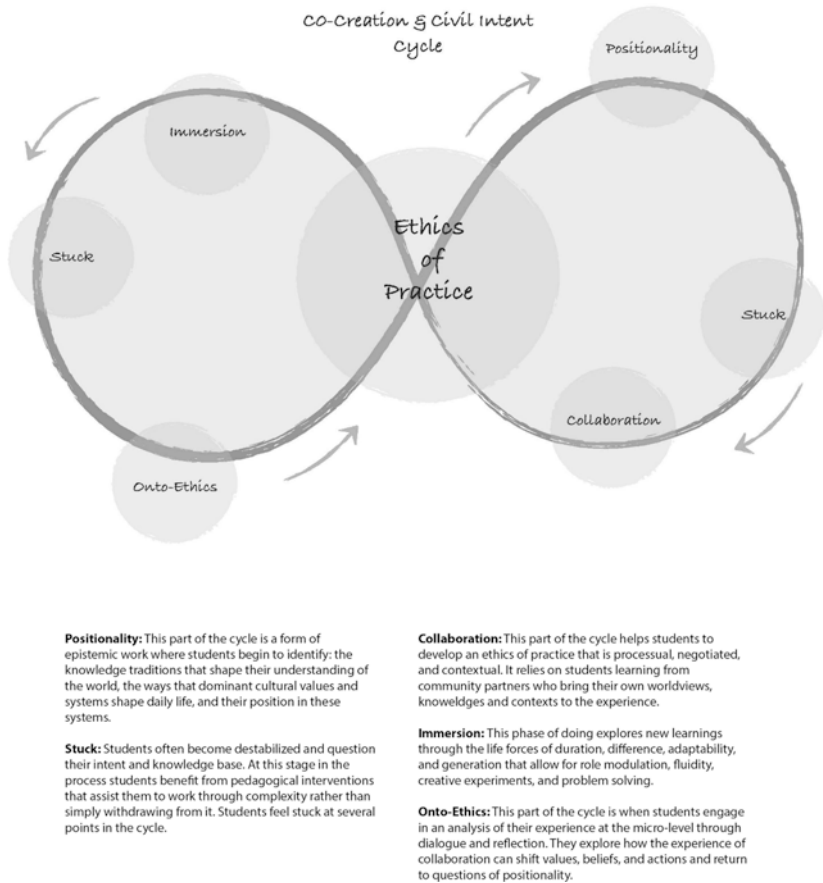 CO-Creation & Civil Intent
Cycle
Positionality
Immersion
Ethics
of
Practice
Stuck
Stuck
Collaboration
Onto-Ethics
Positionality: This part of the cycle is a form of
epistemic work where students begin to identify: the
knowledge traditions that shape their understanding of
the world, the ways that dominant cultural values and
systems shape daily life, and their position in these
systems.
Stuck: Students often become destabilized and question
their intent and knowledge base. At this stage in the
process students benefit from pedagogical interventions
that assist them to work through complexity rather than
simply withdrawing from it. Students feel stuck at several
points in the cycle.
Collaboration: This part of the cycle helps students to
develop an ethics of practice that is processual, negotiated,
and contextual. It relies on students learning from
community partners who bring their own worldviews,
knoweldges and contexts to the experience.
Immersion: This phase of doing explores new learnings
through the life forces of duration, difference, adaptability,
and generation that allow for role modulation, fluidity,
creative experiments, and problem solving.
Onto-Ethics: This part of the cycle is when students engage
in an analysis of their experience at the micro-level through
dialogue and reflection. They explore how the experience of
collaboration can shift values, beliefs, and actions and return
to questions of positionality.